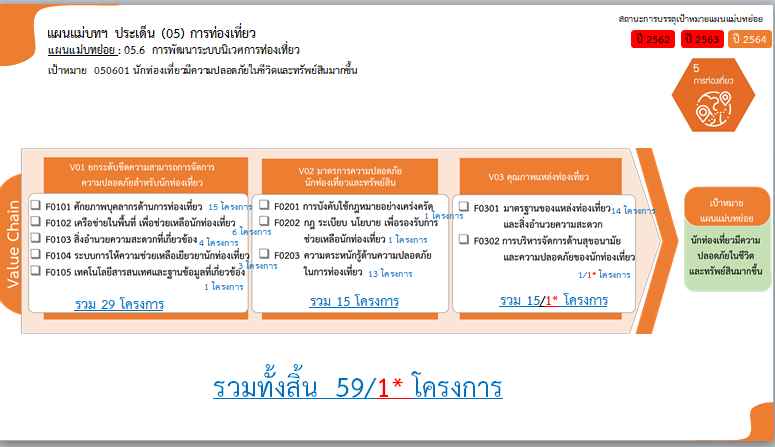 แผนแม่บทฯ ประเด็น (05) การท่องเที่ยว
แผนแม่บทย่อย : 05.6 การพัฒนาระบบนิเวศการท่องเที่ยว
เป้าหมาย 050601 นักท่องเที่ยวมีความปลอดภัยในชีวิตและทรัพย์สินมากขึ้น
สถานะการบรรลุเป้าหมายแผนแม่บทย่อย
ปี 2562 ปี 2563 ปี 2564
5
การท่องเที่ยว
Value Chain
V01 ยกระดับขีดความสามารถการจัดการ
ความปลอดภัยสำหรับนักท่องเที่ยว
F0101 ศักยภาพบุคลากรด้านการท่องเที่ยว 15 โครงการ
F0102 เครือข่ายในพื้นที่ เพื่อช่วยเหลือนักท่องเที่ยว
6 โครงการ
F0103 สิ่งอำนวยความสะดวกที่เกี่ยวข้อง 4 โครงการ
F0104 ระบบการให้ความช่วยเหลือเยียวยานักท่องเที่ยว
3 โครงการ
F0105 เทคโนโลยีสารสนเทศและฐานข้อมูลที่เกี่ยวข้อง
1 โครงการ
รวม 29 โครงการ
V02 มาตรการความปลอดภัย
นักท่องเที่ยวและทรัพย์สิน
F0201 การบังคับใช้กฎหมายอย่างเคร่งครัด
1 โครงการ
F0202 กฎ ระเบียบ นโยบาย เพื่อรองรับการ
ช่วยเหลือนักท่องเที่ยว 1 โครงการ
F0203 ความตระหนักรู้ด้านความปลอดภัย
ในการท่องเที่ยว 13 โครงการ
รวม 15 โครงการ
V03 คุณภาพแหล่งท่องเที่ยว
F0301 มาตรฐานของแหล่งท่องเที่ยว 14 โครงการ
และสิ่งอำนวยความสะดวก
F0302 การบริหารจัดการด้านสุขอนามัย
และความปลอดภัยของนักท่องเที่ยว
1/1* โครงการ
รวม 15/1* โครงการ
เป้าหมาย
แผนแม่บทย่อย
นักท่องเที่ยวมีความ
ปลอดภัยในชีวิต
และทรัพย์สินมากขึ้น
รวมทั้งสิ้น 59/1* โครงการ